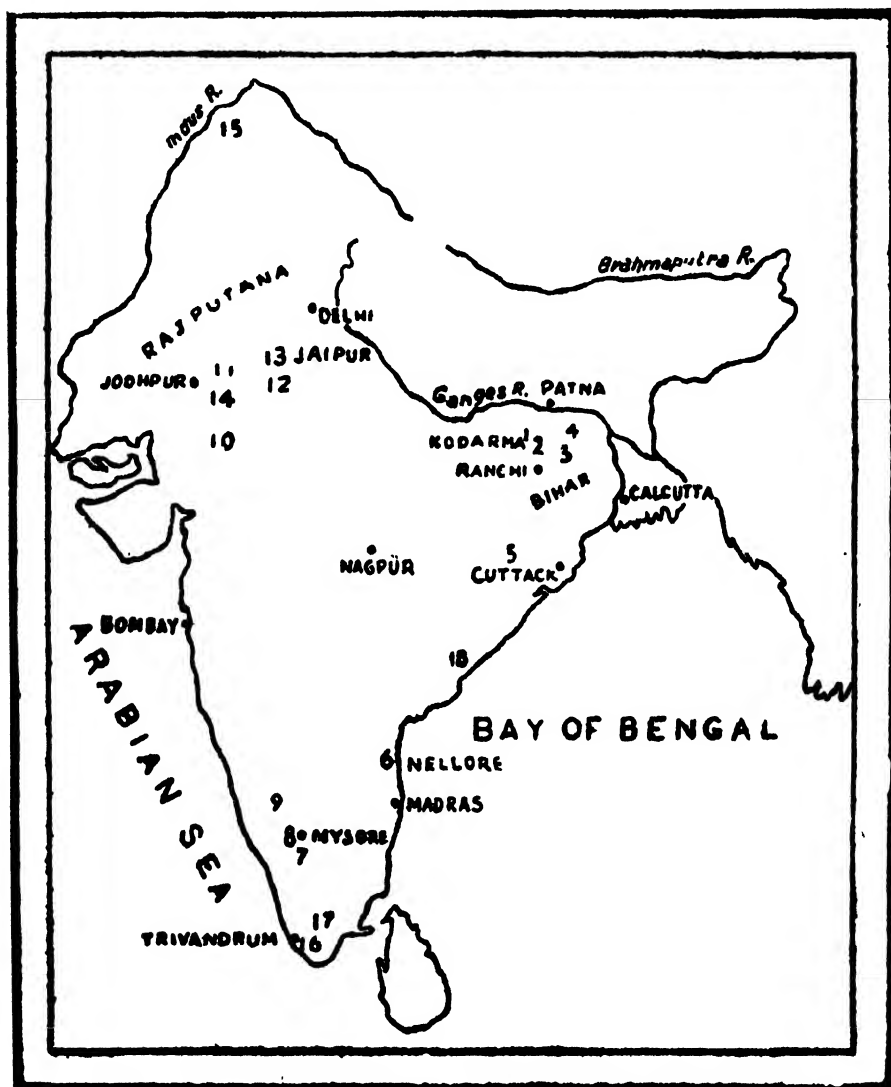 INDUS R.
15
Brahmaputra R.
RAJPUTANA
DELHI
13 JAIPUR
11
JODHPUR
12
14
Ganges R. PATNA
10
KODARMA 1
2
4
3
RANCHI
BIHAR
CALCUTTA
5
NAGPÜR
CUTTACK
BOMBAY
ARABIAN SEA
18
BAY OF BENGAL
6 NELLORE
9
MADRAS
8 MYSORE
7
17
TRIVANDRUM
16